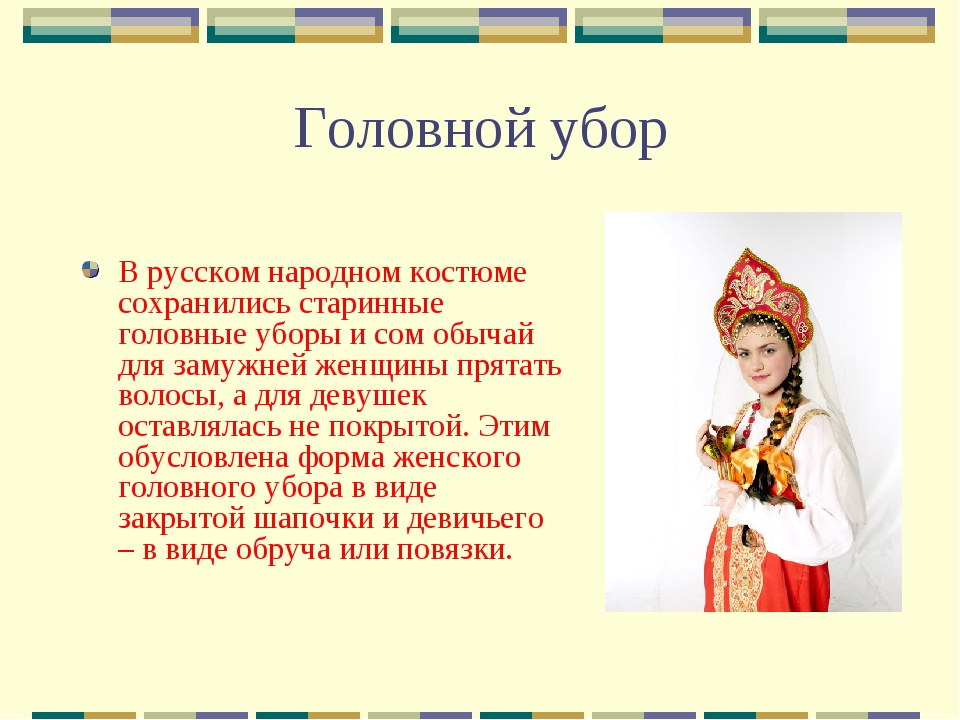 Головной убор
В русском народном костюме
сохранились старинные
головные уборы и сом обычай
для замужней женщины прятать
волосы, а для девушек
оставлялась не покрытой. Этим
обусловлена форма женского
головного убора в виде
закрытой шапочки и девичьего
– в виде обруча или повязки.